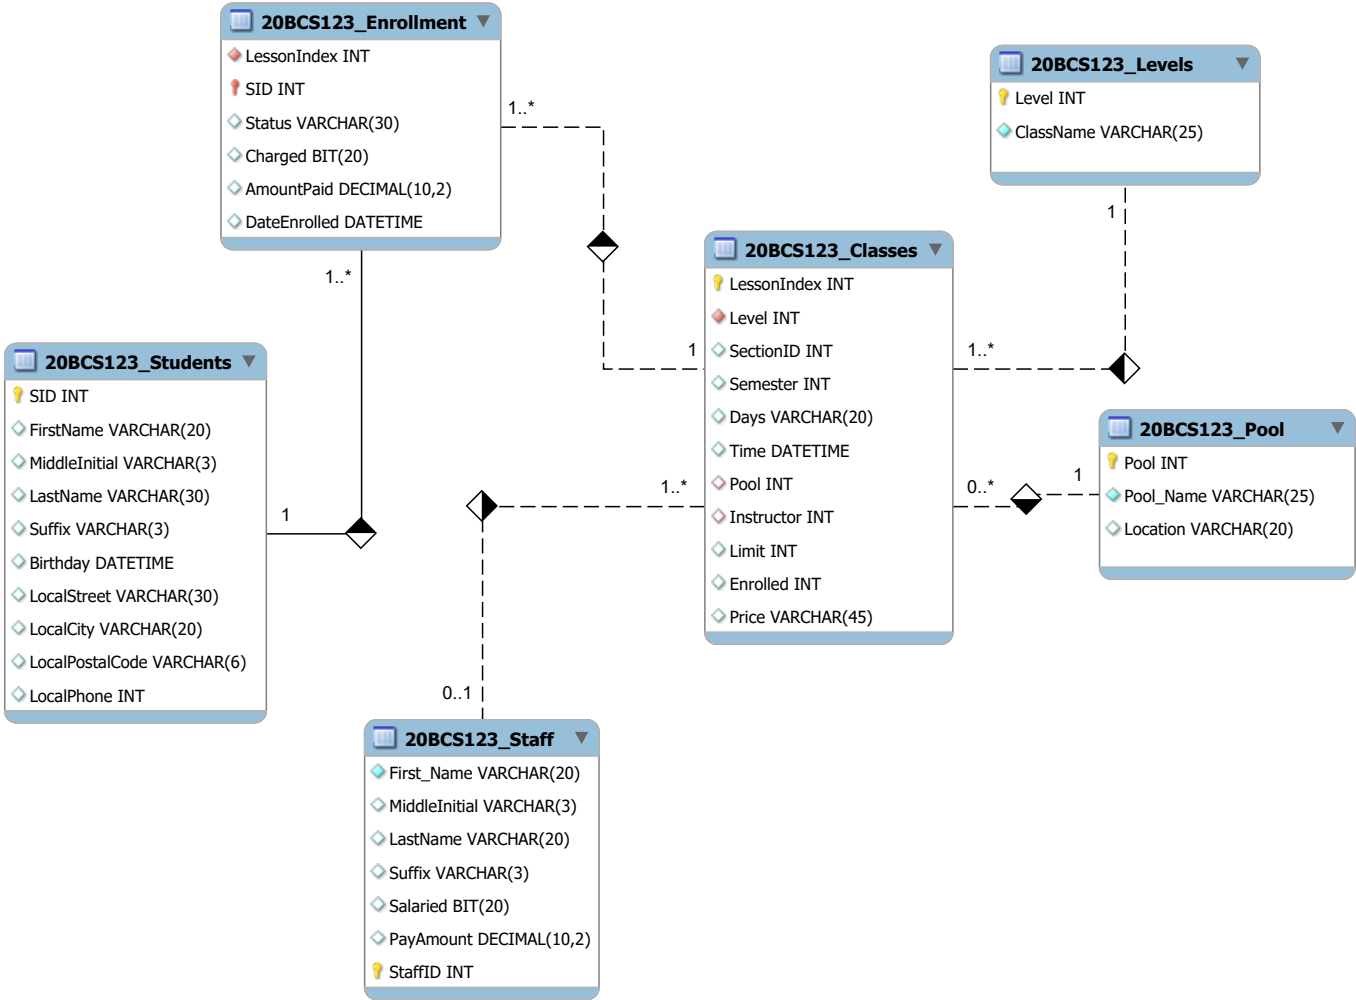 20BCS123_Enrollment
LessonIndex INT
SID INT
Status VARCHAR(30)
Charged BIT(20)
AmountPaid DECIMAL(10,2)
DateEnrolled DATETIME
1..*
1..*
20BCS123_Levels
Level INT
ClassName VARCHAR(25)
1
20BCS123_Classes
LessonIndex INT
Level INT
SectionID INT
Semester INT
Days VARCHAR(20)
Time DATETIME
Pool INT
Instructor INT
Limit INT
Enrolled INT
Price VARCHAR(45)
1
1..*
1..*
0..*
20BCS123_Students
SID INT
FirstName VARCHAR(20)
MiddleInitial VARCHAR(3)
LastName VARCHAR(30)
Suffix VARCHAR(3)
Birthday DATETIME
LocalStreet VARCHAR(30)
LocalCity VARCHAR(20)
LocalPostalCode VARCHAR(6)
LocalPhone INT
1
20BCS123_Pool
Pool INT
Pool_Name VARCHAR(25)
Location VARCHAR(20)
1
0..1
20BCS123_Staff
First_Name VARCHAR(20)
MiddleInitial VARCHAR(3)
LastName VARCHAR(20)
Suffix VARCHAR(3)
Salaried BIT(20)
PayAmount DECIMAL(10,2)
StaffID INT